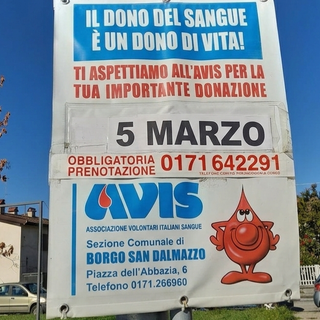 IL DONO DEL SANGUE
È UN DONO DI VITA!
TI ASPETTIAMO ALL'AVIS PER LA
TUA IMPORTANTE DONAZIONE
5 MARZO
OBBLIGATORIA
PRENOTAZIONE 0171 642291
AVIS
ASSOCIAZIONE VOLONTARI ITALIANI SANGUE
Sezione Comunale di
BORGO SAN DALMAZZO
Piazza dell'Abbazia, 6
Telefono 0171.266960